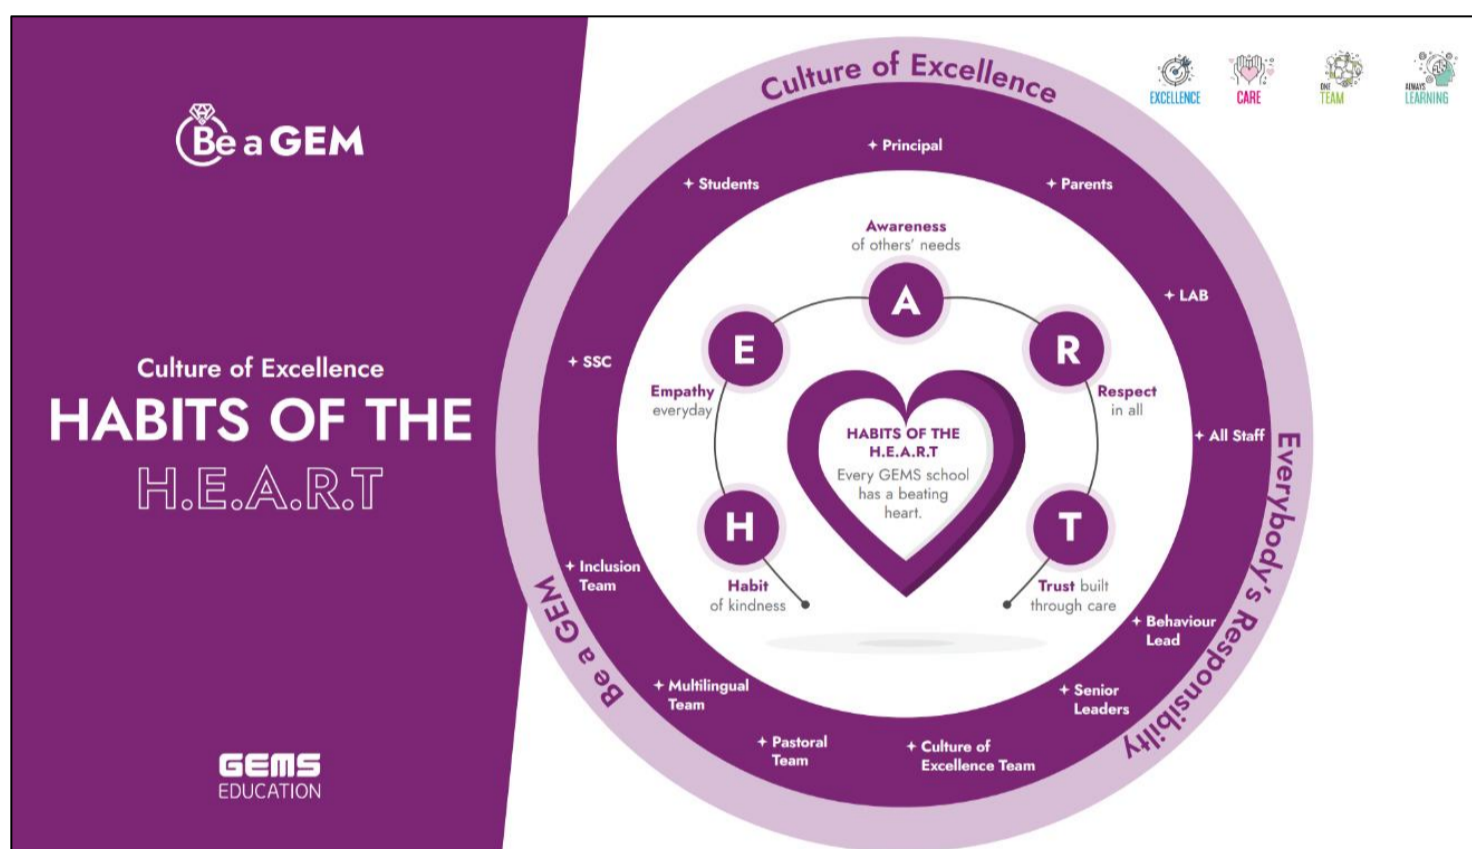 Be a GEM
Culture of Excellence
HABITS OF THE
H.E.A.R.T
GEMS
EDUCATION
Culture of Excellence
Everybody's Responsibilty
Be a GEM
+ Principal
+ Parents
+ LAB
+ All Staff
+ Behaviour
Lead
+ Senior
Leaders
+ Culture of
Excellence Team
+ Pastoral
Team
+ Multilingual
Team
+ Inclusion
Team
+ SSC
+ Students
H
Habit
of kindness
E
Empathy
everyday
A
Awareness
of others' needs
R
Respect
in all
T
Trust built
through care
HABITS OF THE
H.E.A.R.T
Every GEMS school
has a beating
heart.
EXCELLENCE
CARE
ONE
TEAM
ALWAYS
LEARNING